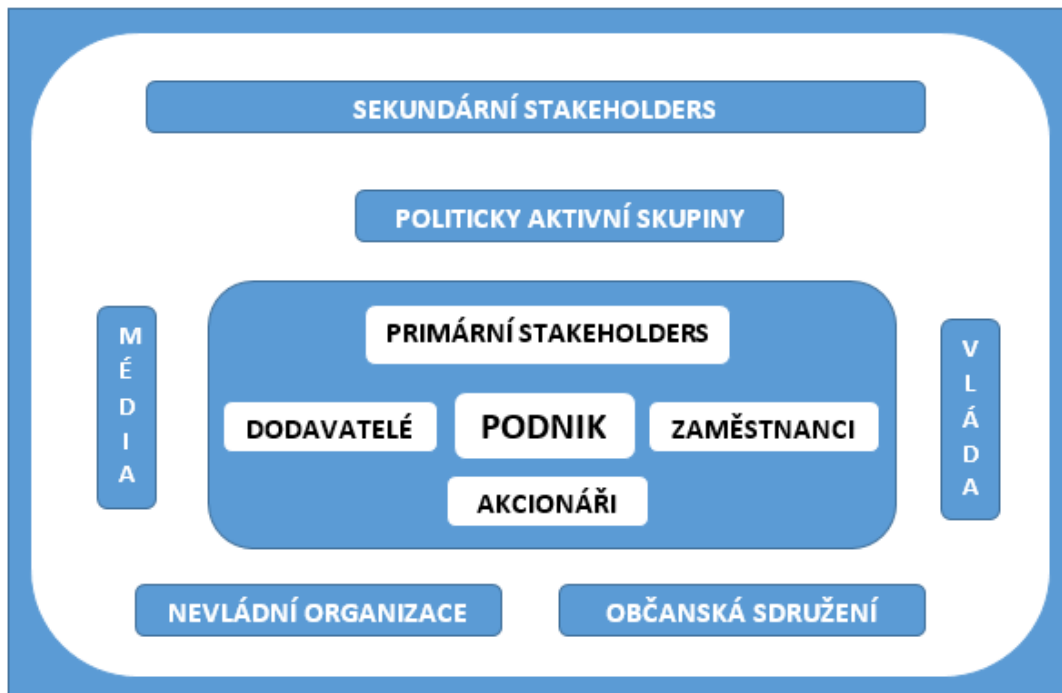 SEKUNDÁRNÍ STAKEHOLDERS
POLITICKY AKTIVNÍ SKUPINY
MÉDIA
PRIMÁRNÍ STAKEHOLDERS
VLÁDA
DODAVATELÉ
PODNIK
ZAMĚSTNANCI
AKCIONÁŘI
NEVLÁDNÍ ORGANIZACE
OBČANSKÁ SDRUŽENÍ